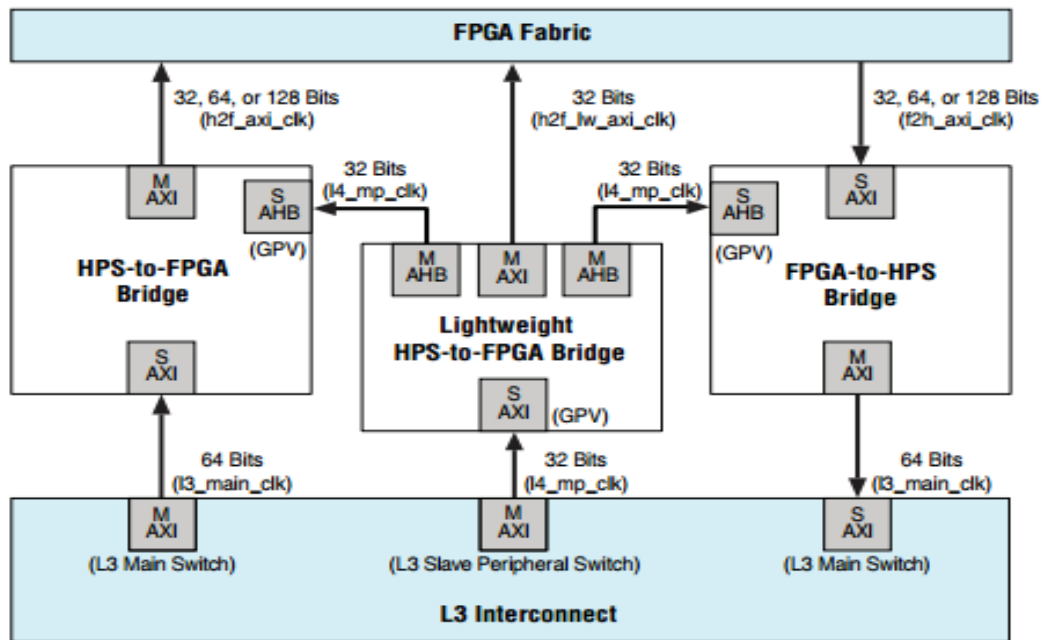 FPGA Fabric
32, 64, or 128 Bits
(h2f_axi_clk)
32 Bits
(h2f_lw_axi_clk)
32, 64, or 128 Bits
(f2h_axi_clk)
M
AXI
S
AHB
(GPV)
32 Bits
(l4_mp_clk)
32 Bits
(l4_mp_clk)
S
AHB
(GPV)
S
AXI
HPS-to-FPGA
Bridge
M
AHB
M
AXI
M
AHB
FPGA-to-HPS
Bridge
Lightweight
HPS-to-FPGA Bridge
S
AXI
S
AXI
(GPV)
M
AXI
64 Bits
(l3_main_clk)
32 Bits
(l4_mp_clk)
64 Bits
(l3_main_clk)
M
AXI
(L3 Main Switch)
M
AXI
(L3 Slave Peripheral Switch)
S
AXI
(L3 Main Switch)
L3 Interconnect